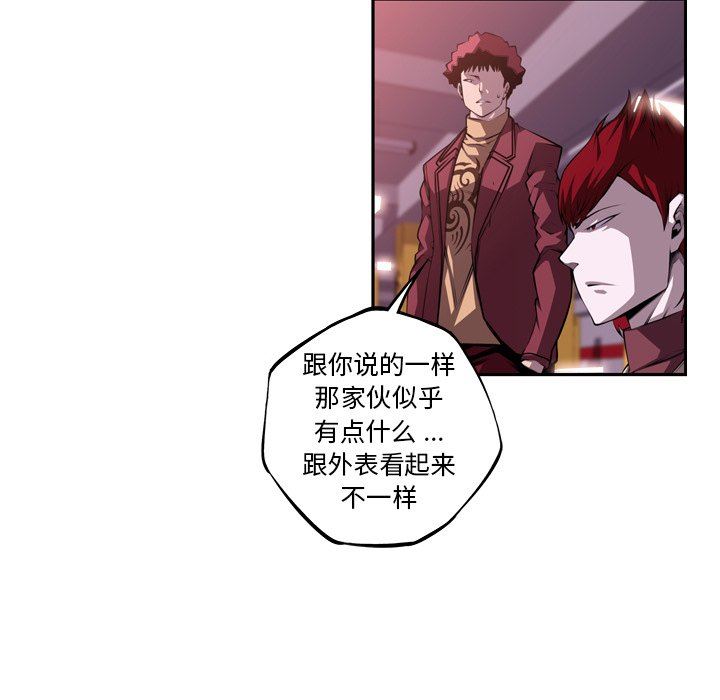 跟你说的一样
那家伙似乎
有点什么 ...
跟外表看起来
不一样